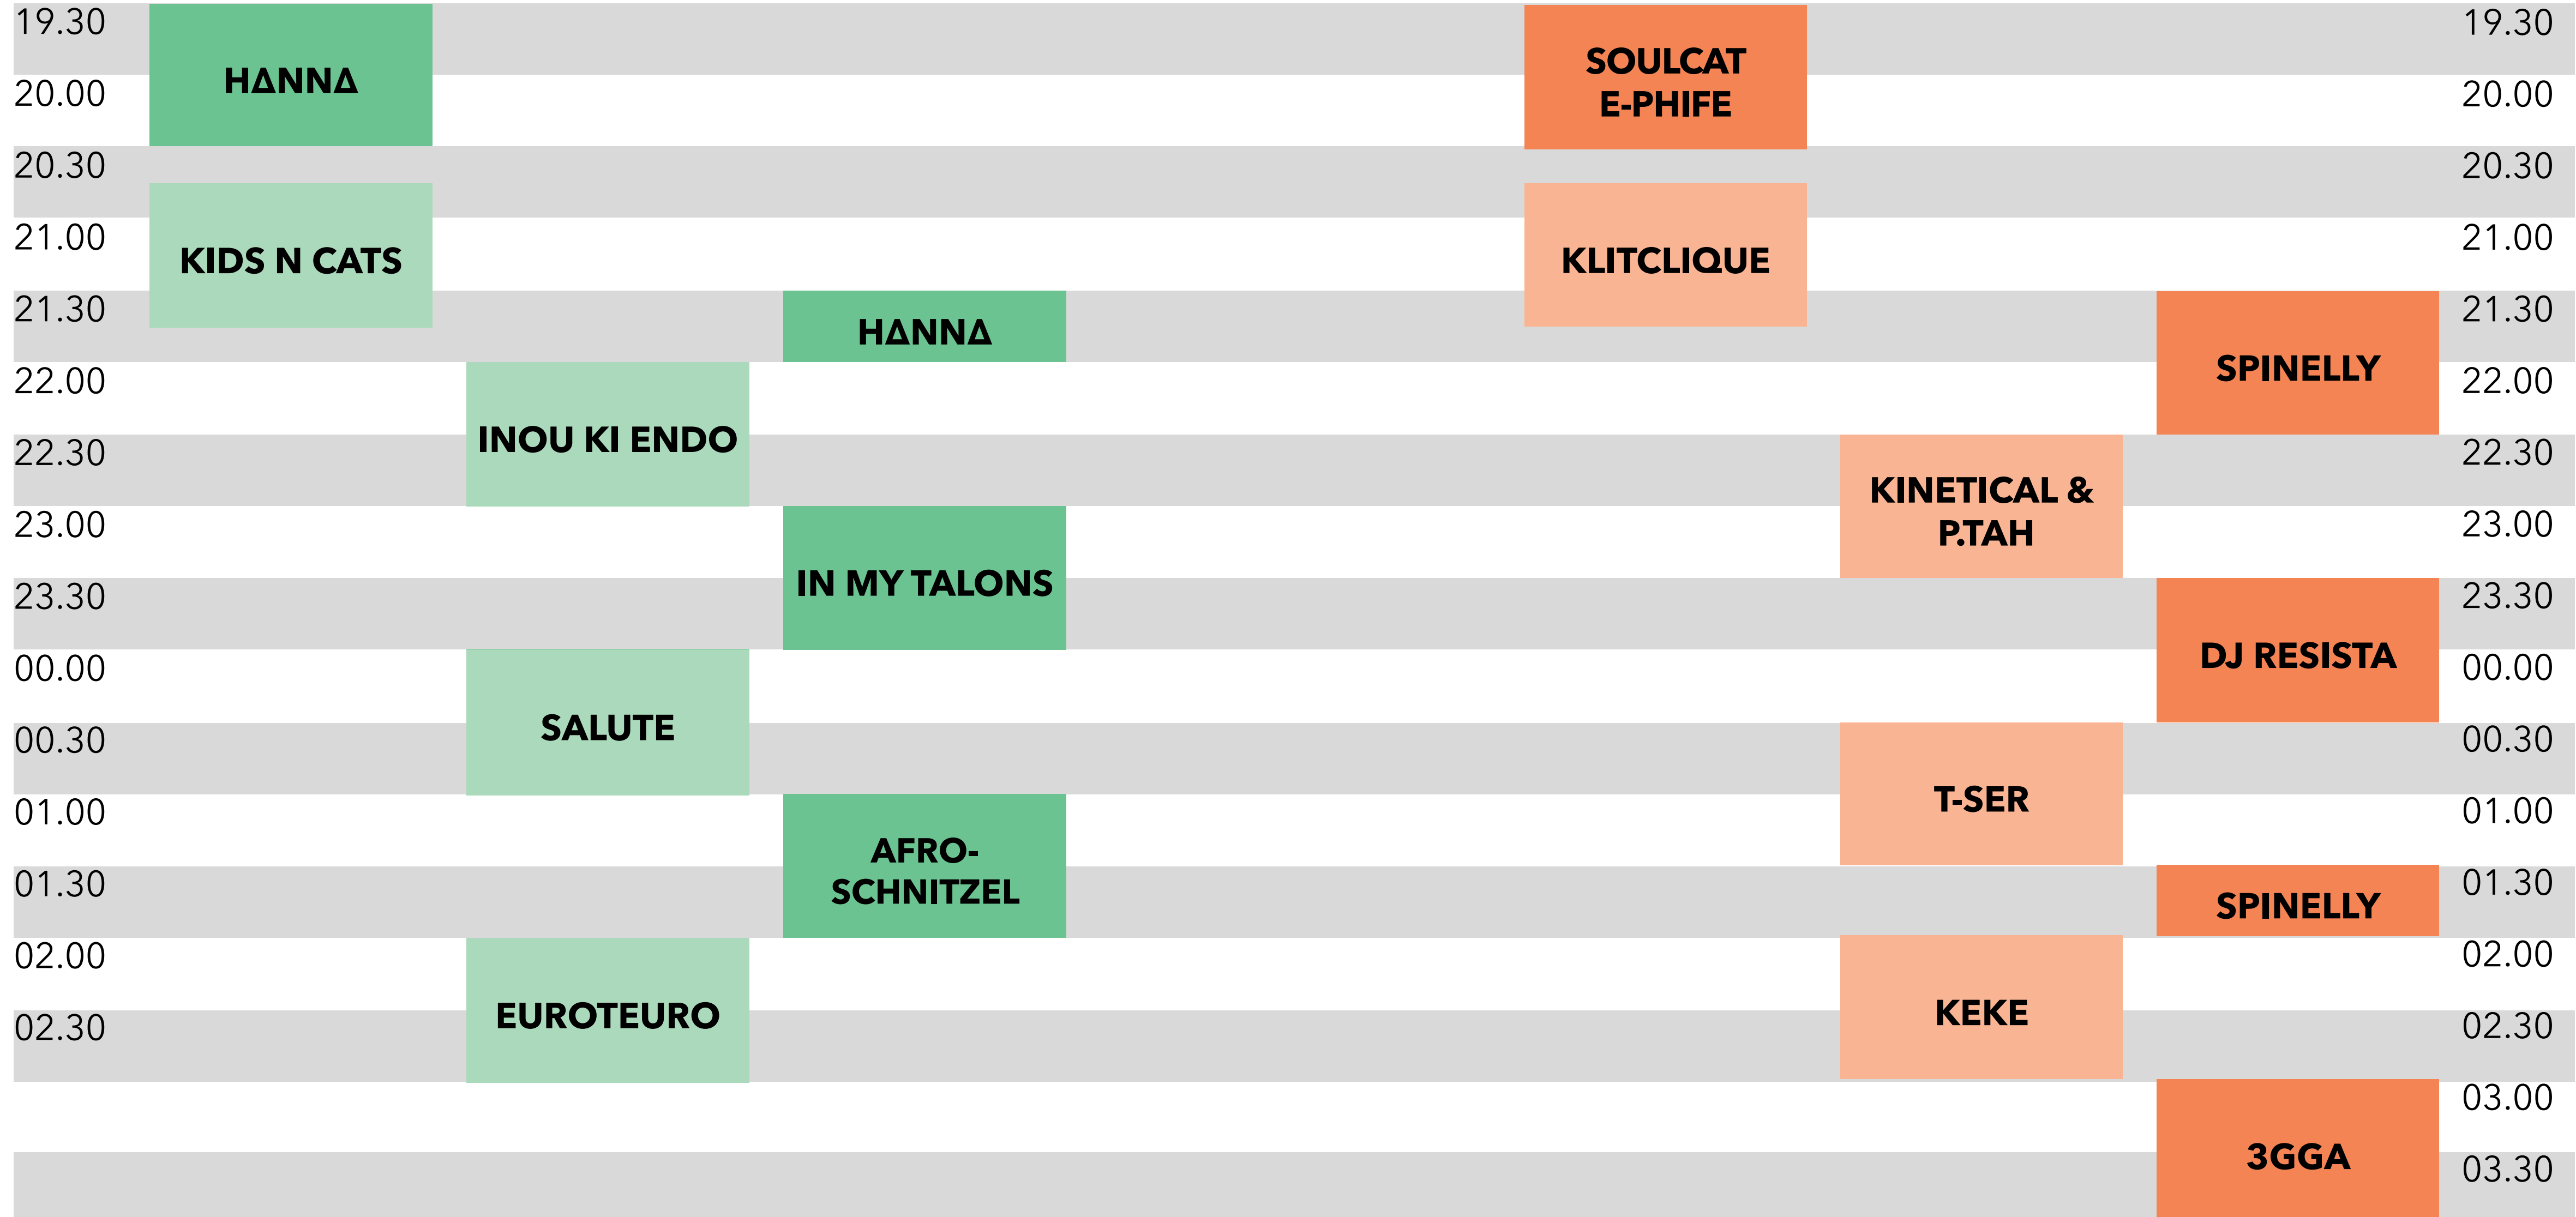 19.30
HΔNNΔ
SOULCAT
E-PHIFE
19.30
20.00
20.00
20.30
20.30
KIDS N CATS
KLITCLIQUE
21.00
21.00
21.30
HΔNNΔ
21.30
SPINELLY
22.00
22.00
INOU KI ENDO
22.30
22.30
KINETICAL &
P.TAH
23.00
23.00
IN MY TALONS
23.30
23.30
DJ RESISTA
00.00
00.00
SALUTE
00.30
00.30
T-SER
01.00
01.00
AFRO-
SCHNITZEL
01.30
01.30
SPINELLY
02.00
02.00
EUROTEURO
KEKE
02.30
02.30
03.00
3GGA
03.30